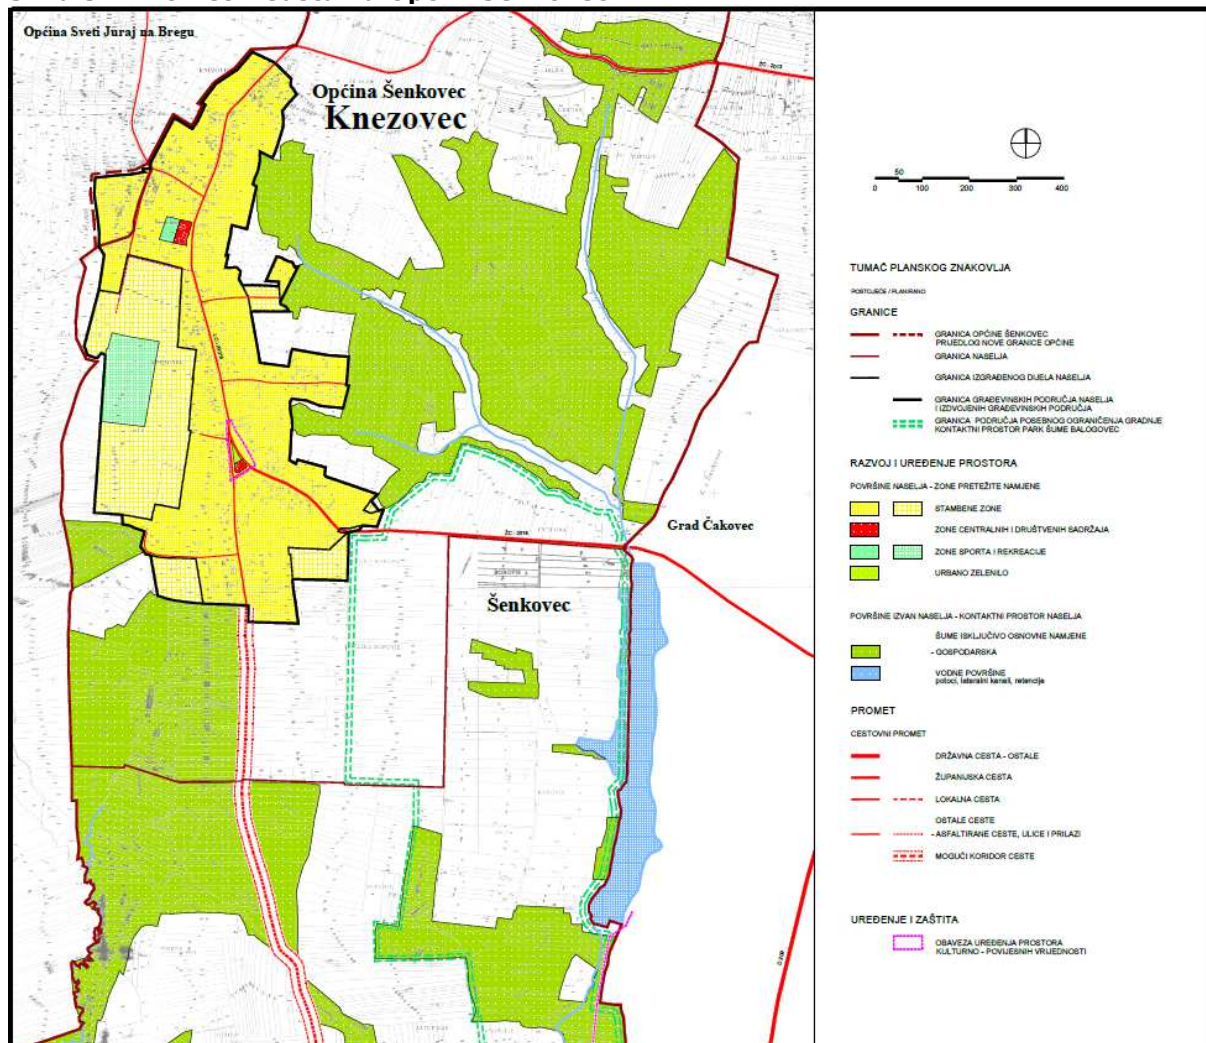 Općina Sveti Juraj na Bregu
Općina Šenkovec
Knezovec
Grad Čakovec
Šenkovec
ŽC - 2016
50
0 100 200 300 400
TUMAČ PLANSKOG ZNAKOVLJA
POSTOJEĆE / PLANIRANO
GRANICE
GRANICA OPĆINE ŠENKOVEC
PRIJEDLOG NOVE GRANICE OPĆINE
GRANICA NASELJA
GRANICA IZGRAĐENOG DIJELA NASELJA
GRANICA GRAĐEVINSKIH PODRUČJA NASELJA
I IZDVOJENIH GRAĐEVINSKIH PODRUČJA
GRANICA PODRUČJA POSEBNOG OGRANIČENJA GRADNJE
KONTAKTNI PROSTOR PARK ŠUME BALOGOVEC
RAZVOJ I UREĐENJE PROSTORA
POVRŠINE NASELJA - ZONE PRETEŽITE NAMJENE
STAMBENE ZONE
ZONE CENTRALNIH I DRUŠTVENIH SADRŽAJA
ZONE SPORTA I REKREACIJE
URBANO ZELENILO
POVRŠINE IZVAN NASELJA - KONTAKTNI PROSTOR NASELJA
ŠUME ISKLJUČIVO OSNOVNE NAMJENE
- GOSPODARSKA
VODNE POVRŠINE
potoci, lateralni kanali, retencije
PROMET
CESTOVNI PROMET
DRŽAVNA CESTA - OSTALE
ŽUPANIJSKA CESTA
LOKALNA CESTA
OSTALE CESTE
- ASFALTIRANE CESTE, ULICE I PRILAZI
MOGUĆI KORIDOR CESTE
UREĐENJE I ZAŠTITA
OBAVEZA UREĐENJA PROSTORA
KULTURNO - POVIJESNIH VRIJEDNOSTI